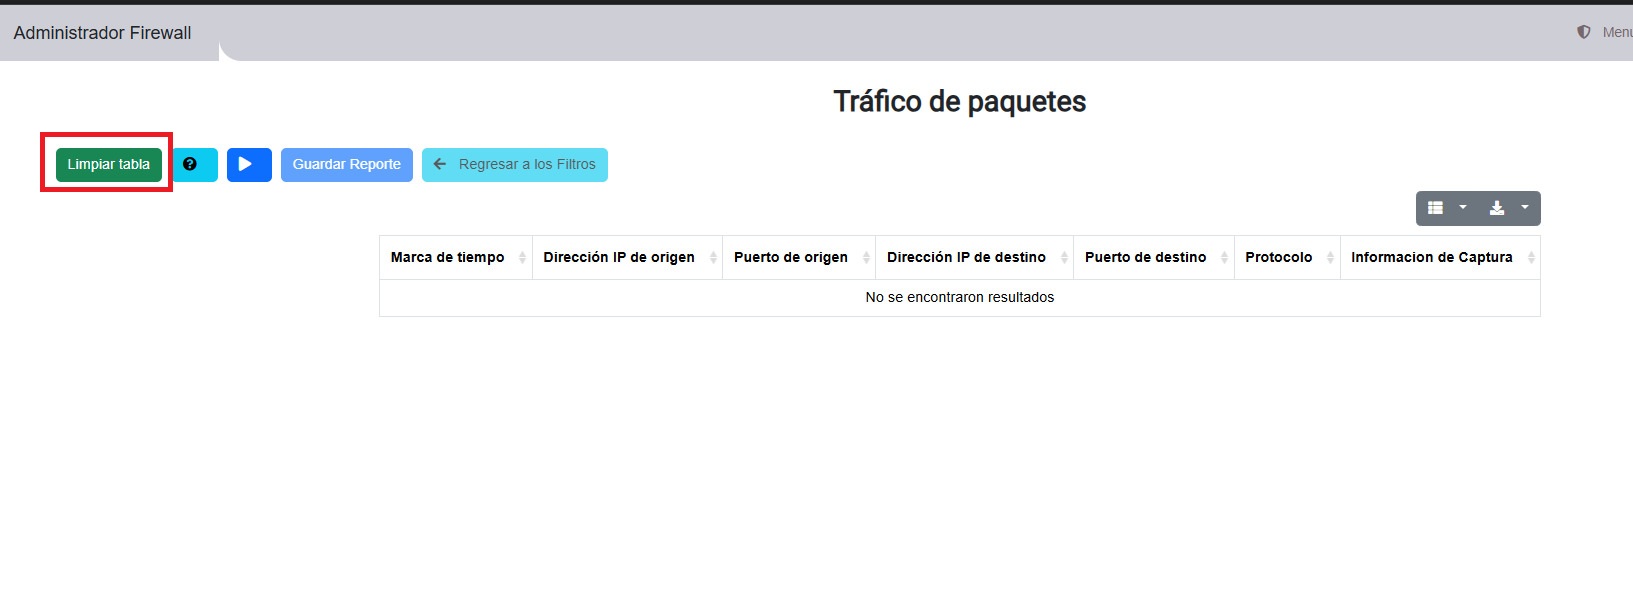 Administrador Firewall
Tráfico de paquetes
Limpiar tabla
Guardar Reporte
Regresar a los Filtros
Marca de tiempo Dirección IP de origen Puerto de origen Dirección IP de destino Puerto de destino Protocolo Informacion de Captura
No se encontraron resultados